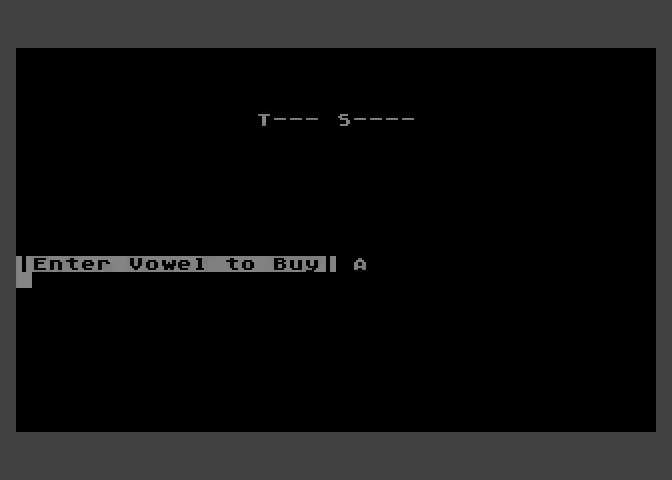 T--- S----
|Enter Vowel to Buy| A